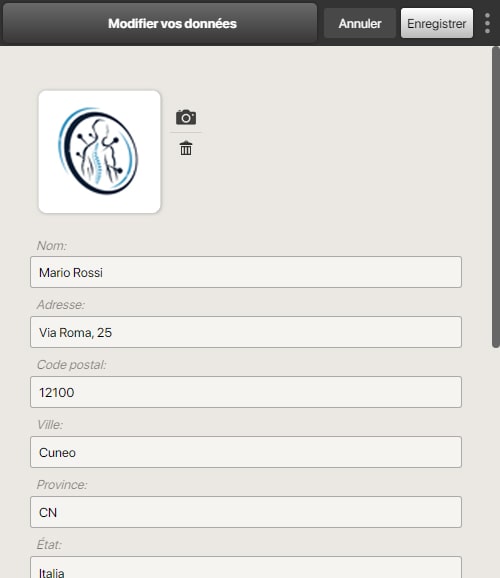 Modifier vos données
Annuler
Enregistrer
Nom:
Mario Rossi
Adresse:
Via Roma, 25
Code postal:
12100
Ville:
Cuneo
Province:
CN
État:
Italia